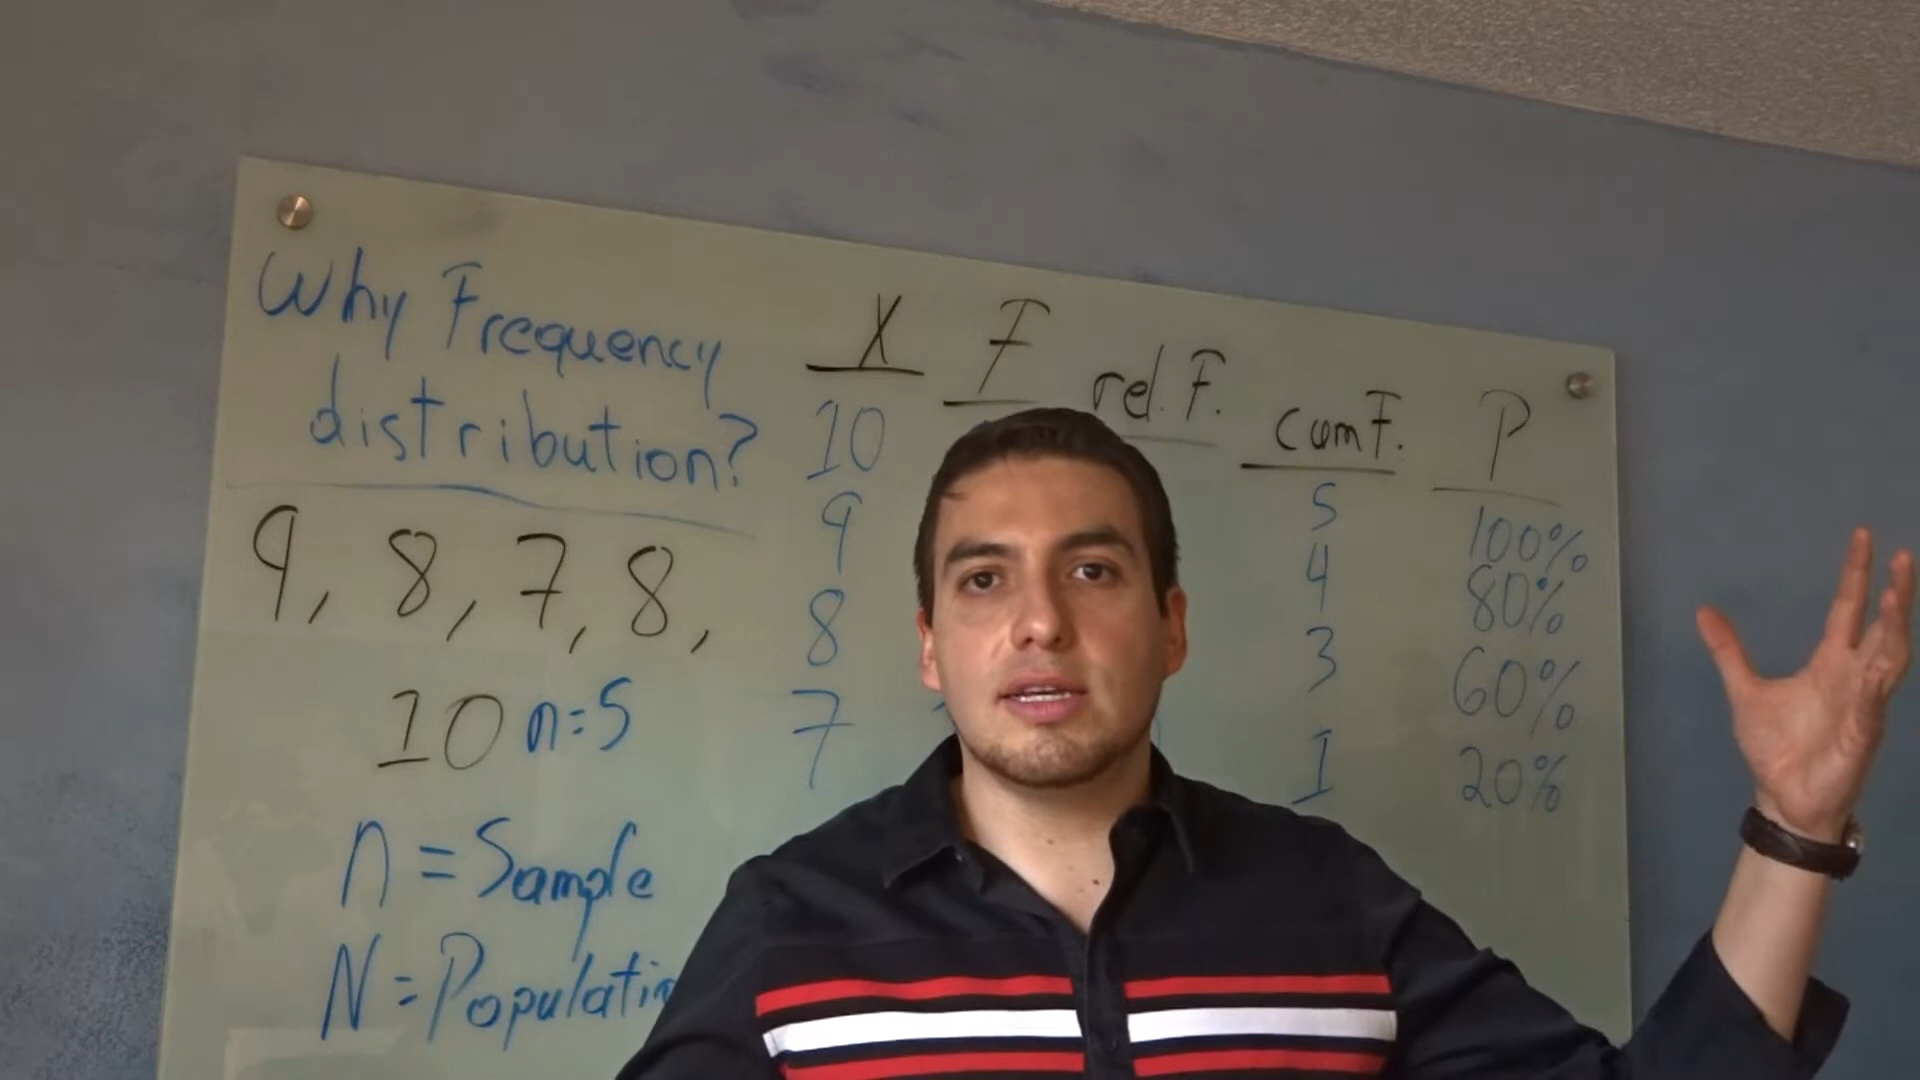 Why Frequency
distribution?
9, 8, 7, 8,
10 n=5
n = Sample
N = Populatio
X F rel. F. cum F. P
10 5 100%
9 4 80%
8 3 60%
7 1 20%